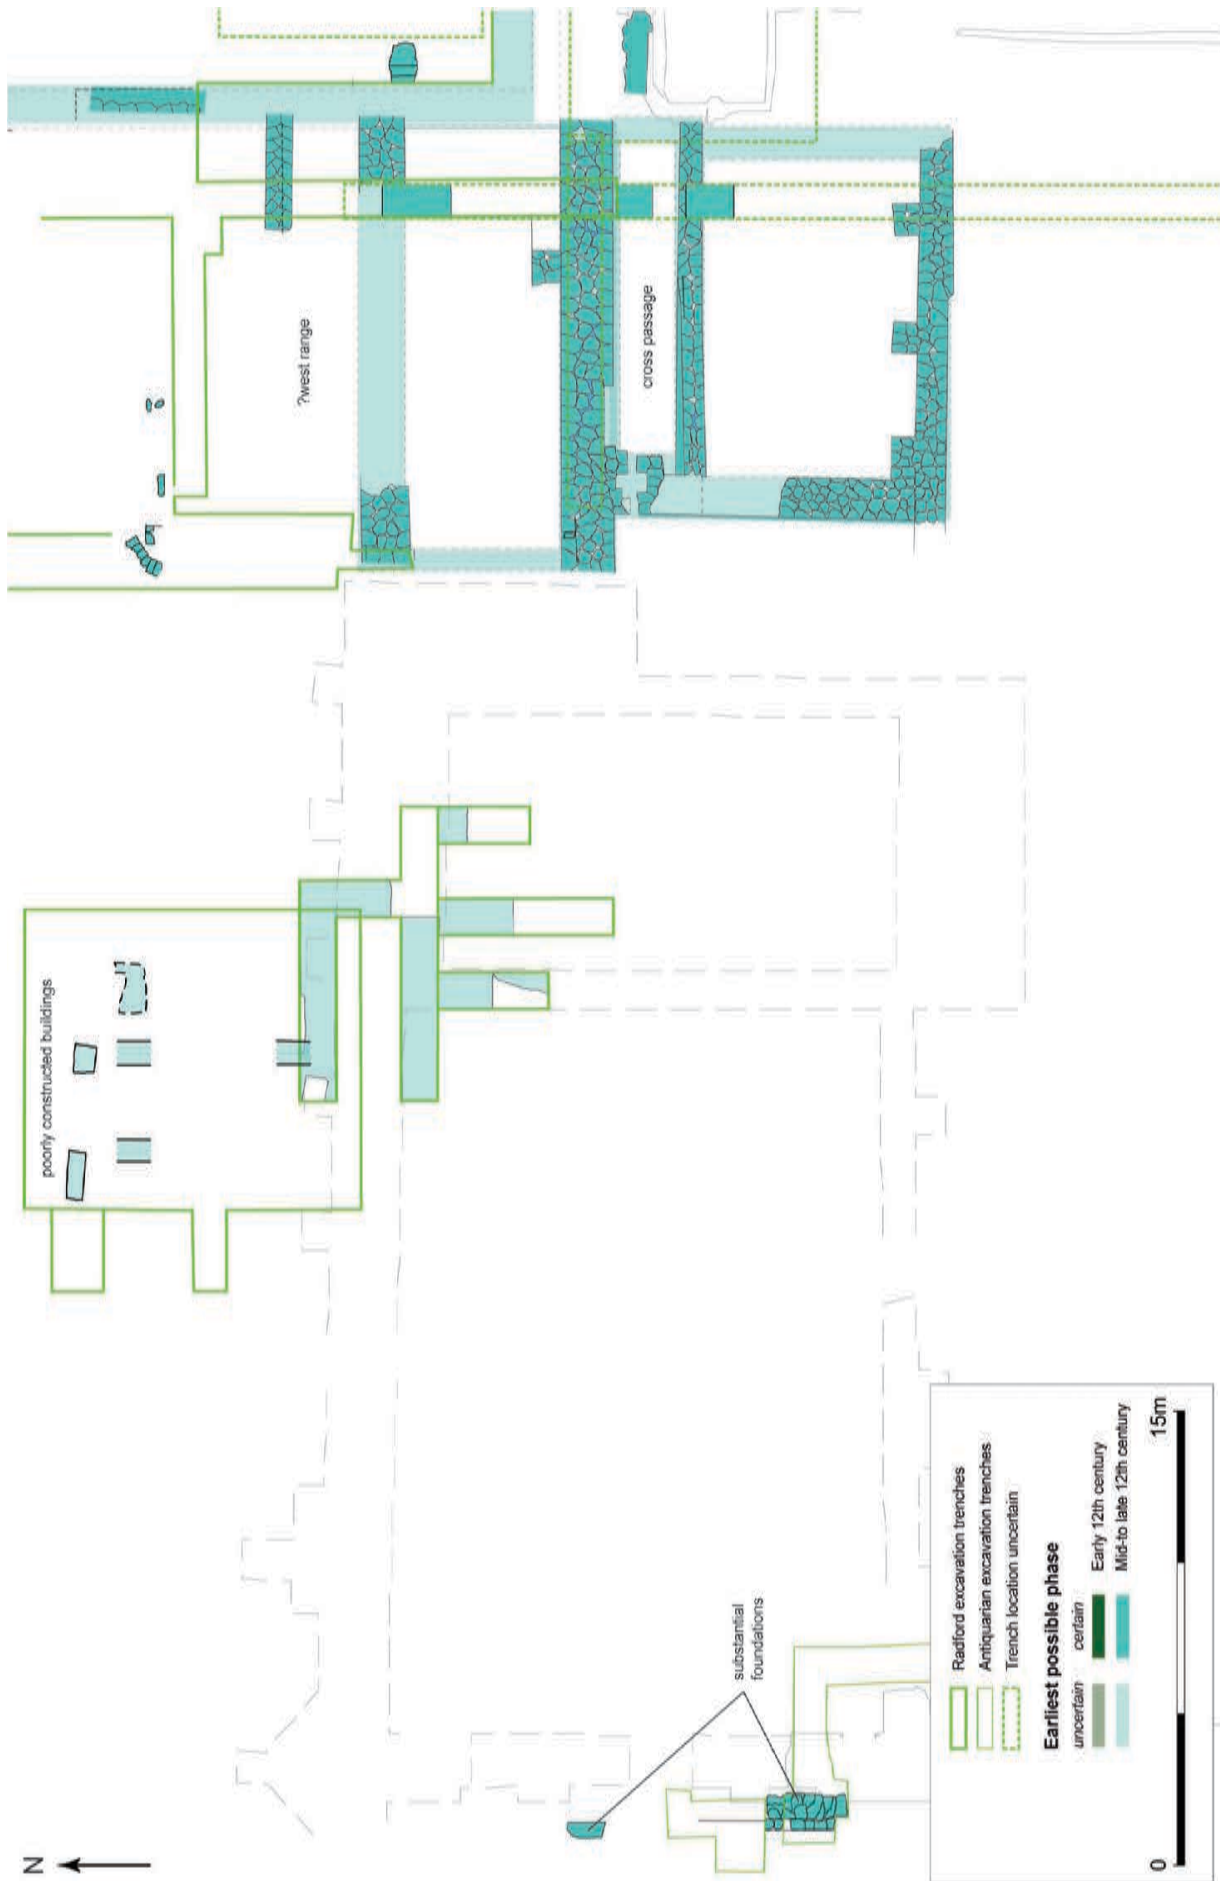 N
poorly constructed buildings
?west range
cross passage
substantial
foundations
Radford excavation trenches
Antiquarian excavation trenches
Trench location uncertain
Earliest possible phase
uncertain certain
Early 12th century
Mid-to late 12th century
0 15m